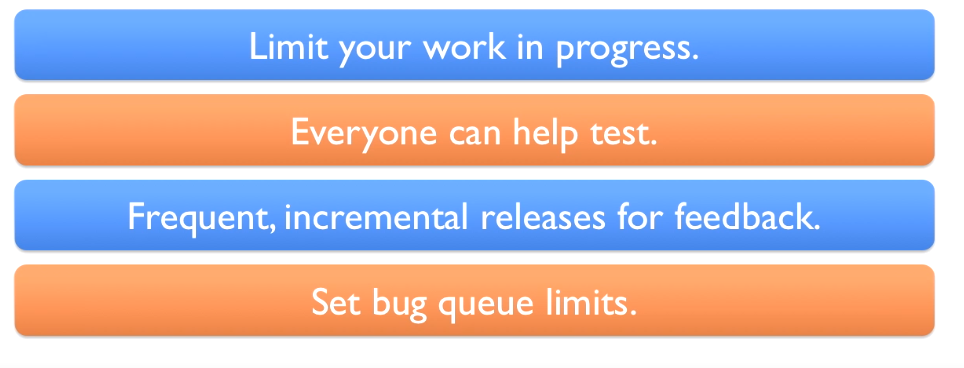 Limit your work in progress.
Everyone can help test.
Frequent, incremental releases for feedback.
Set bug queue limits.